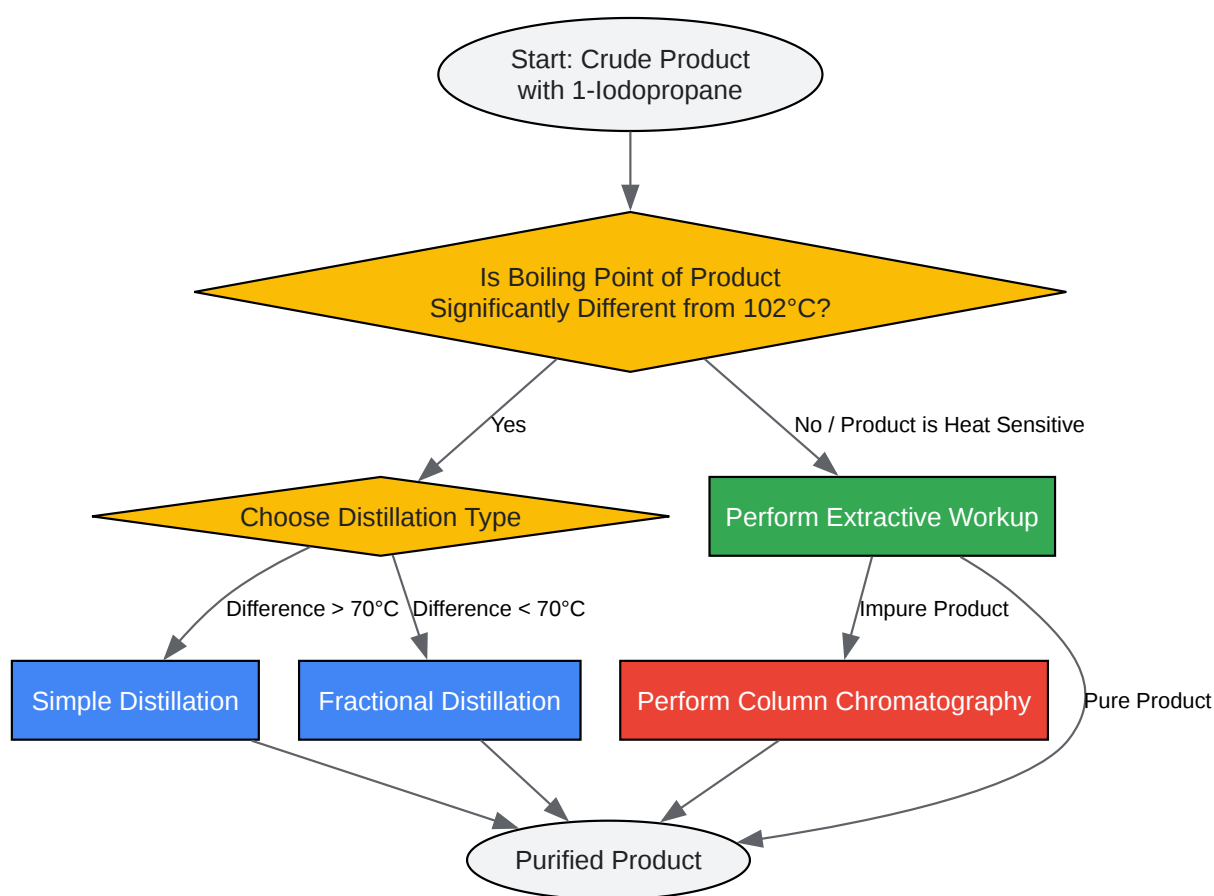 Start: Crude Product
with 1-Iodopropane
Is Boiling Point of Product
Significantly Different from 102°C?
Yes
No / Product is Heat Sensitive
Choose Distillation Type
Perform Extractive Workup
Difference > 70°C
Difference < 70°C
Impure Product
Simple Distillation
Fractional Distillation
Perform Column Chromatography
Pure Product
Purified Product